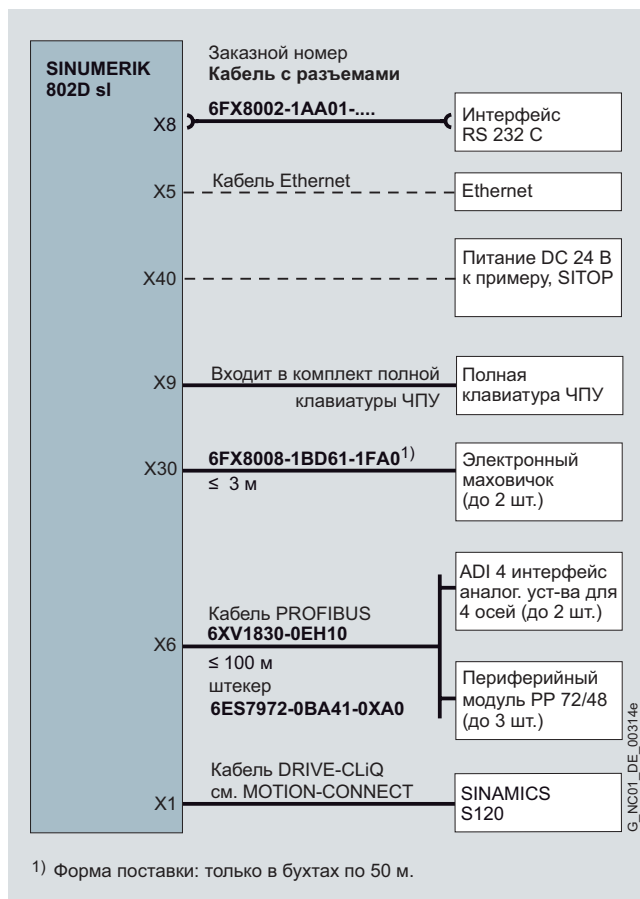 SINUMERIK
802D sl
Заказной номер
Кабель с разъемами
X8
6FX8002-1AA01-....
Интерфейс
RS 232 C
X5
Кабель Ethernet
Ethernet
X40
Питание DC 24 В
к примеру, SITOP
X9
Входит в комплект полной
клавиатуры ЧПУ
Полная
клавиатура ЧПУ
X30
6FX8008-1BD61-1FA0 1)
≤ 3 м
Электронный
маховичок
(до 2 шт.)
X6
Кабель PROFIBUS
6XV1830-0EH10
≤ 100 м
штекер
6ES7972-0BA41-0XA0
ADI 4 интерфейс
аналог. уст-ва для
4 осей (до 2 шт.)
Периферийный
модуль PP 72/48
(до 3 шт.)
X1
Кабель DRIVE-CLiQ
см. MOTION-CONNECT
SINAMICS
S120
G_NC01_DE_00314e
1) Форма поставки: только в бухтах по 50 м.